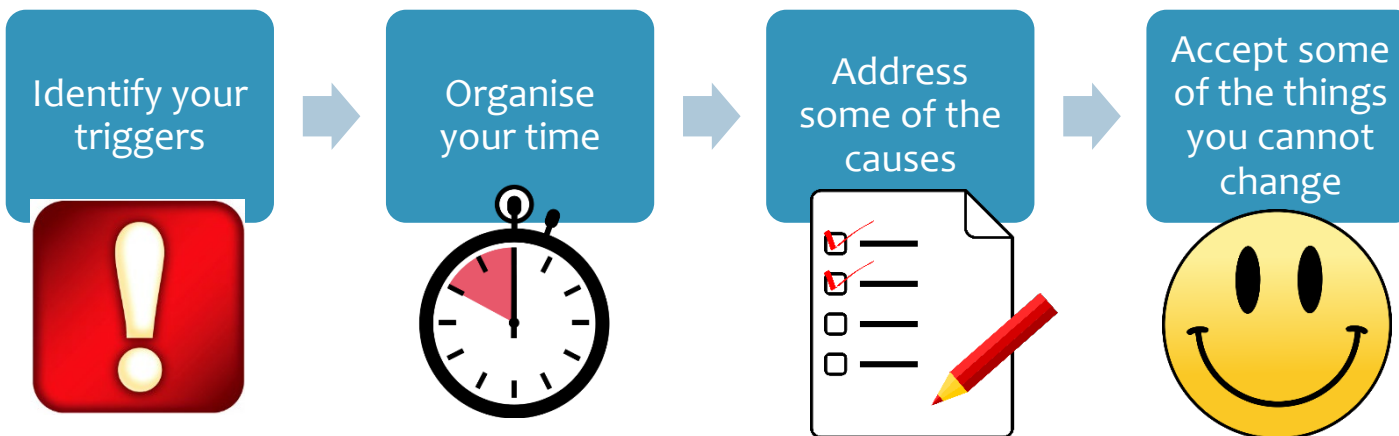 Identify your
triggers
Organise
your time
Address
some of the
causes
Accept some
of the things
you cannot
change